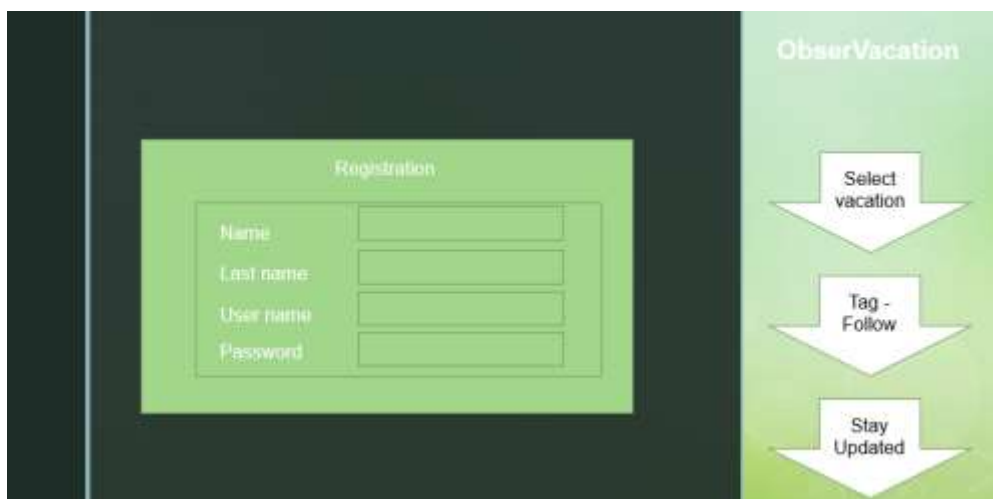 ObserVacation
Registration
Name
Last name
User name
Password
Select
vacation
Tag -
Follow
Stay
Updated